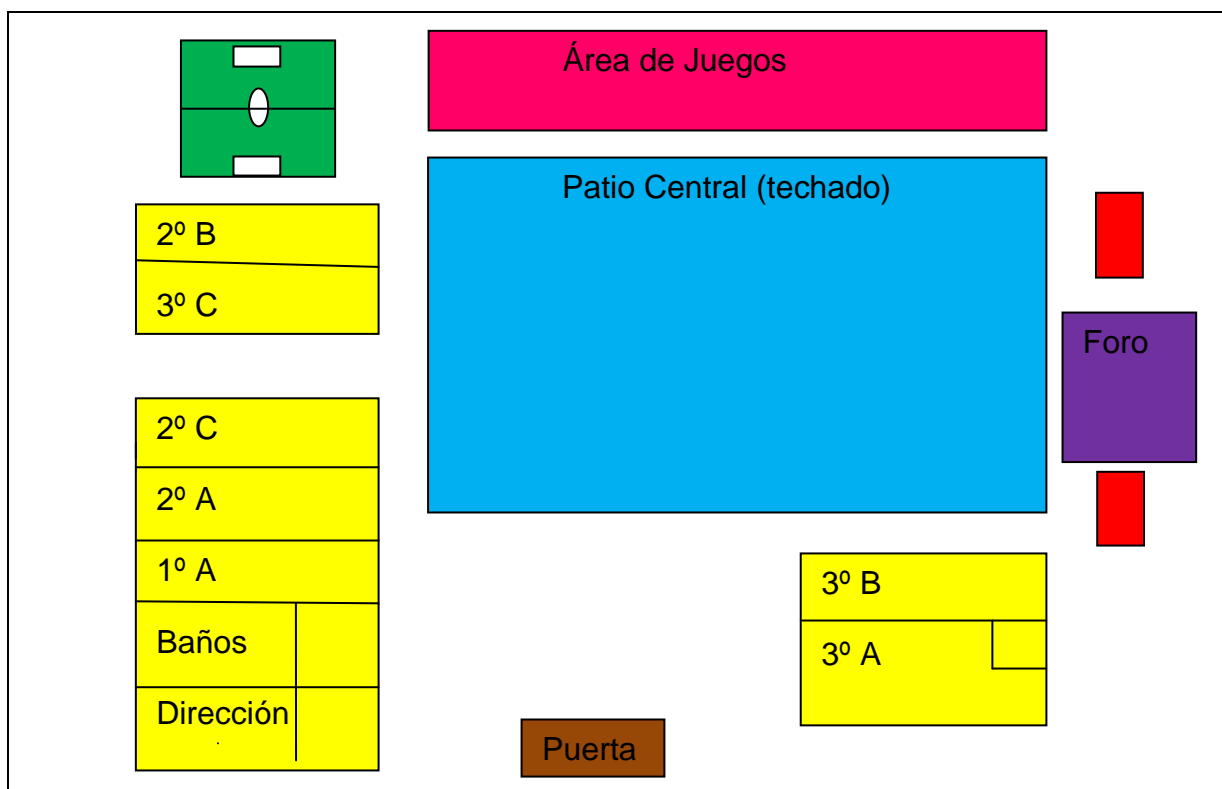 Área de Juegos
Patio Central (techado)
2º B
3º C
Foro
2º C
2º A
1º A
3º B
Baños
3º A
Dirección
Puerta